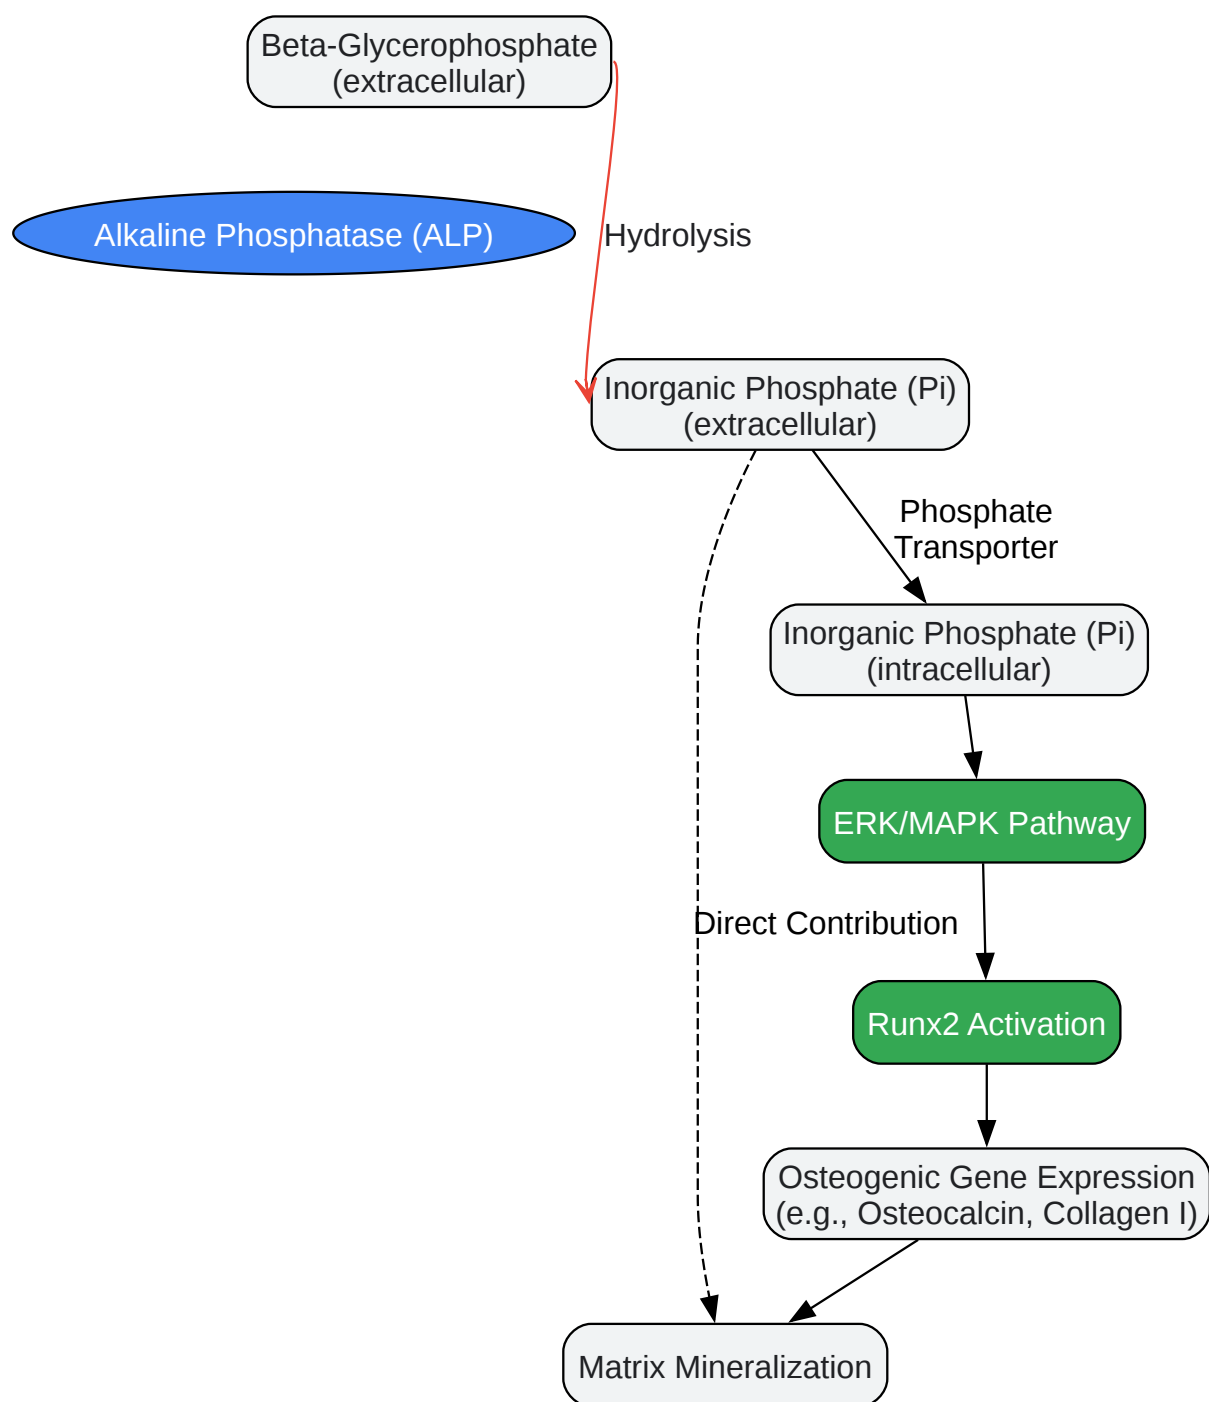 Beta-Glycerophosphate
(extracellular)
Alkaline Phosphatase (ALP)
Hydrolysis
Inorganic Phosphate (Pi)
(extracellular)
Phosphate
Transporter
Inorganic Phosphate (Pi)
(intracellular)
ERK/MAPK Pathway
Direct Contribution
Runx2 Activation
Osteogenic Gene Expression
(e.g., Osteocalcin, Collagen I)
Matrix Mineralization